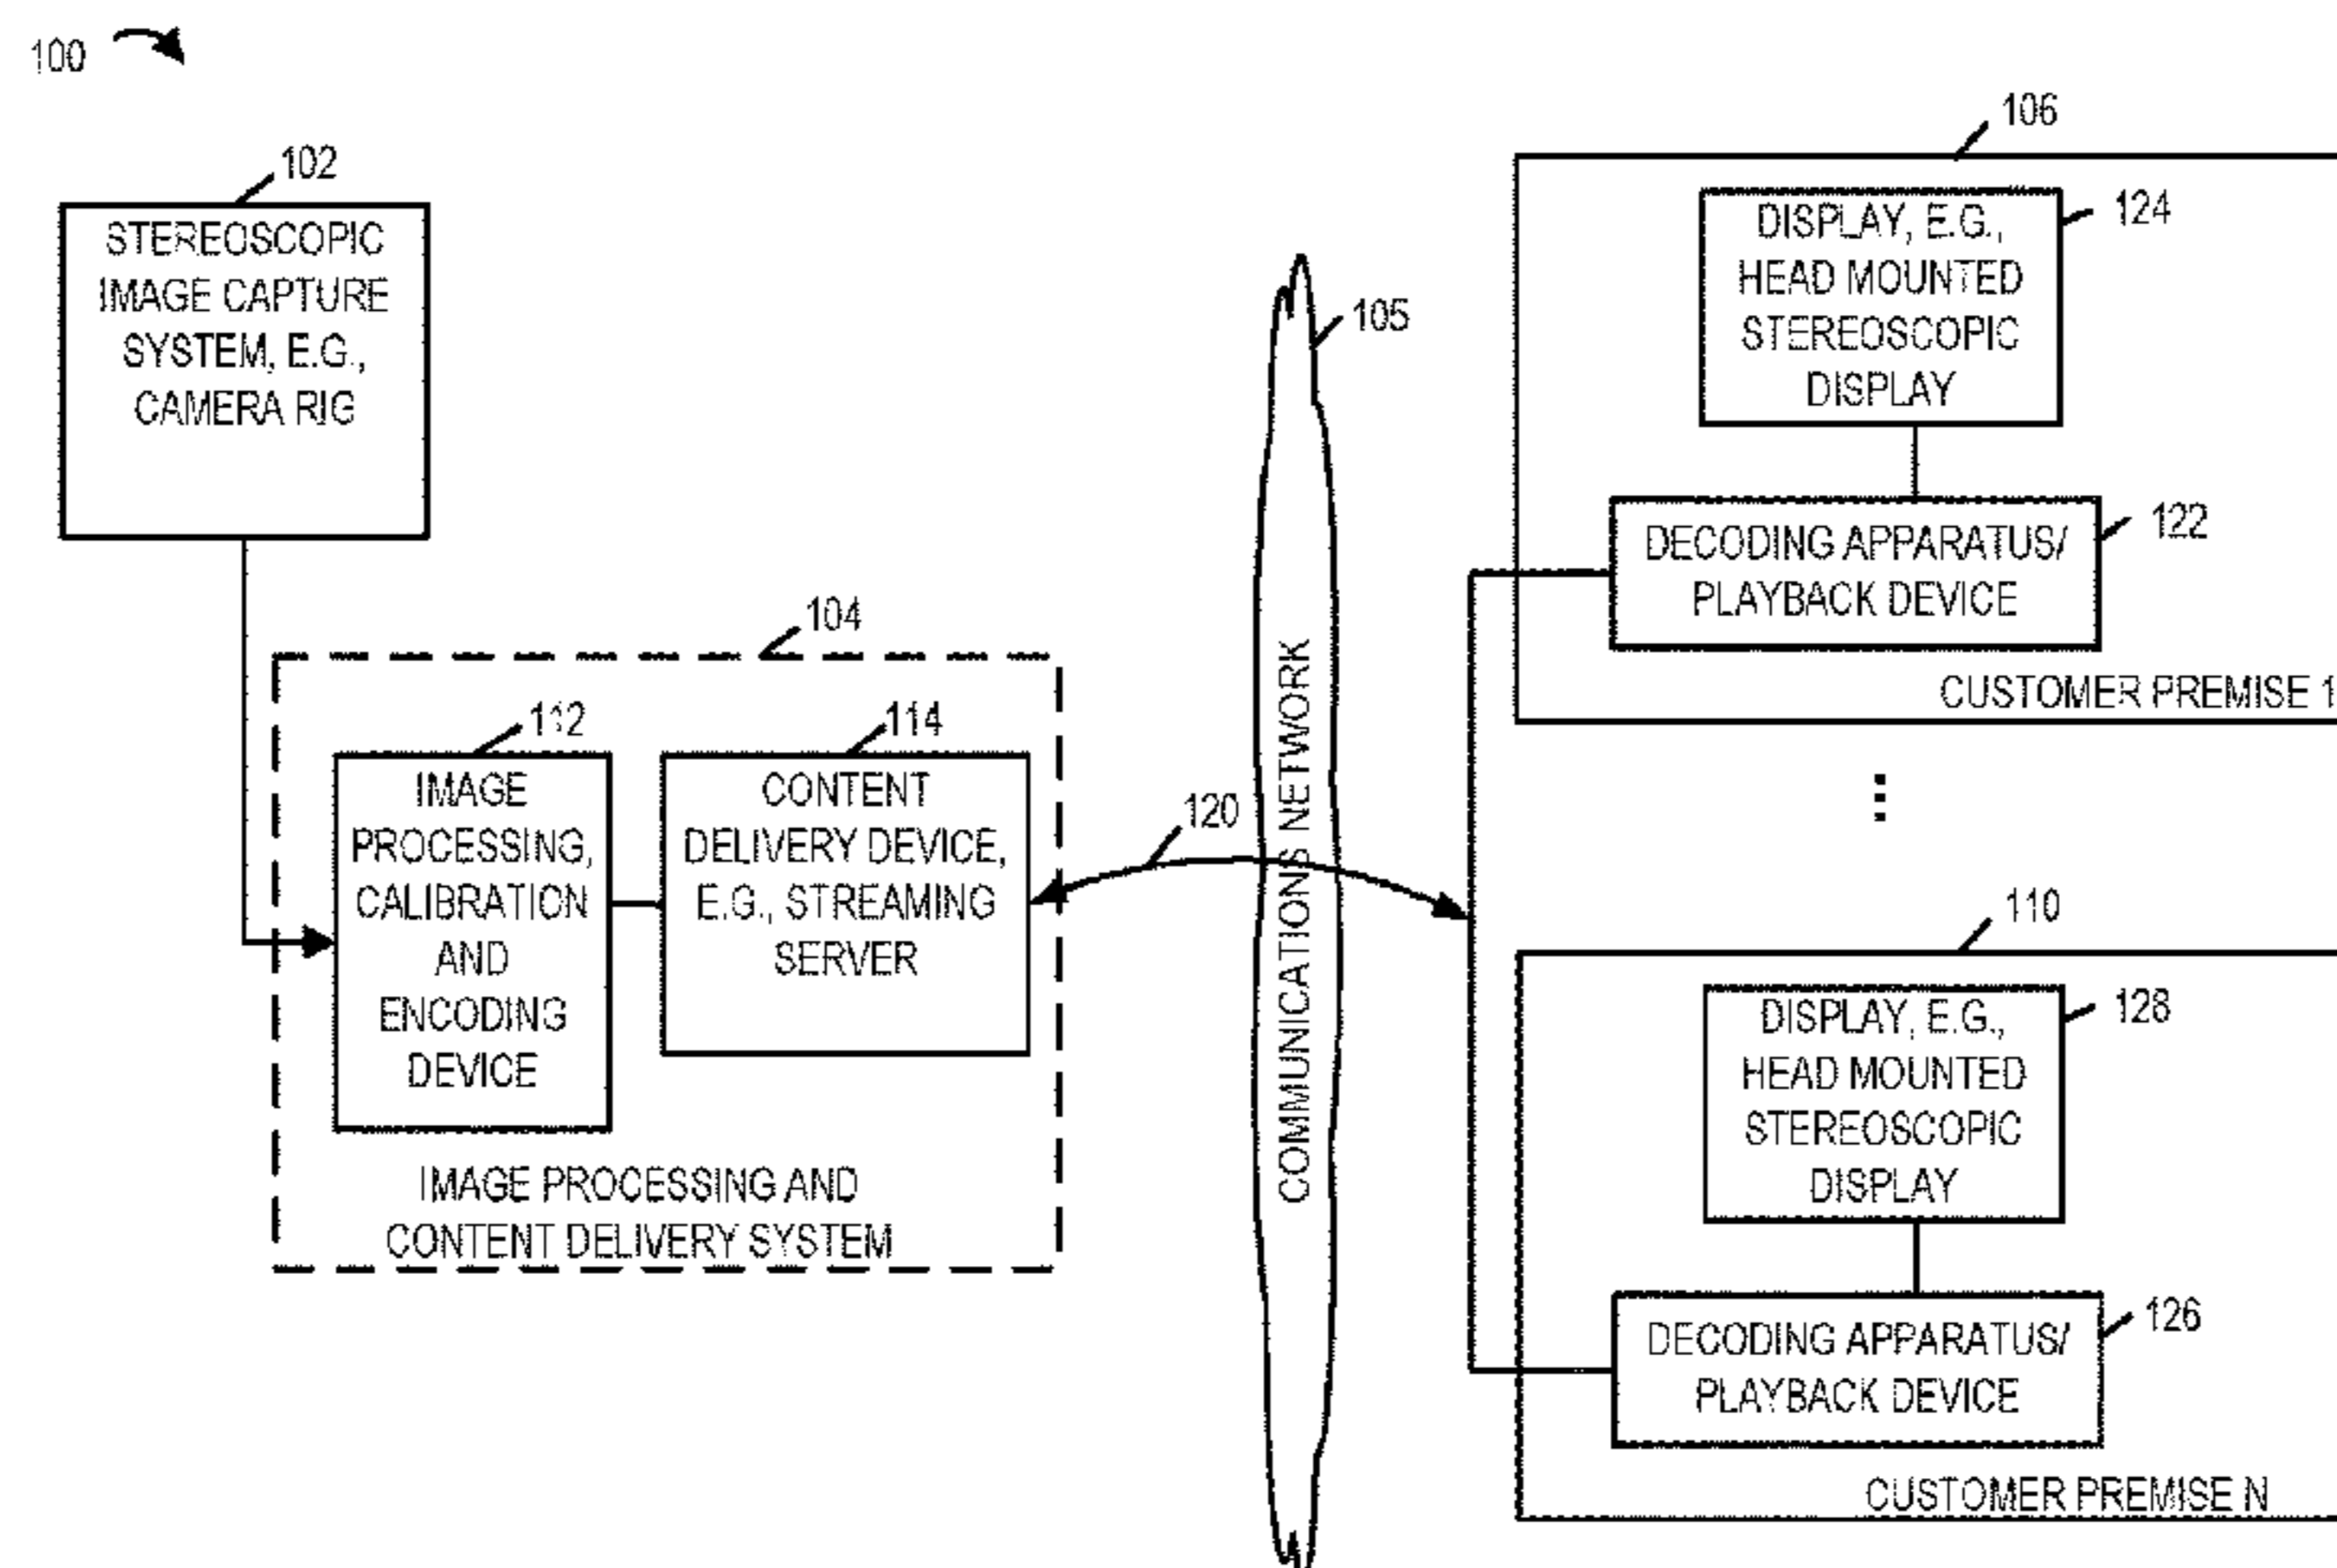 100
102
STEREOSCOPIC
IMAGE CAPTURE
SYSTEM, E.G.,
CAMERA RIG
104
112
IMAGE
PROCESSING,
CALIBRATION
AND
ENCODING
DEVICE
114
CONTENT
DELIVERY DEVICE,
E.G., STREAMING
SERVER
IMAGE PROCESSING AND
CONTENT DELIVERY SYSTEM
120
105
COMMUNICATIONS NETWORK
106
DISPLAY, E.G.,
HEAD MOUNTED
STEREOSCOPIC
DISPLAY
124
DECODING APPARATUS/
PLAYBACK DEVICE
122
CUSTOMER PREMISE 1
110
DISPLAY, E.G.,
HEAD MOUNTED
STEREOSCOPIC
DISPLAY
128
DECODING APPARATUS/
PLAYBACK DEVICE
126
CUSTOMER PREMISE N